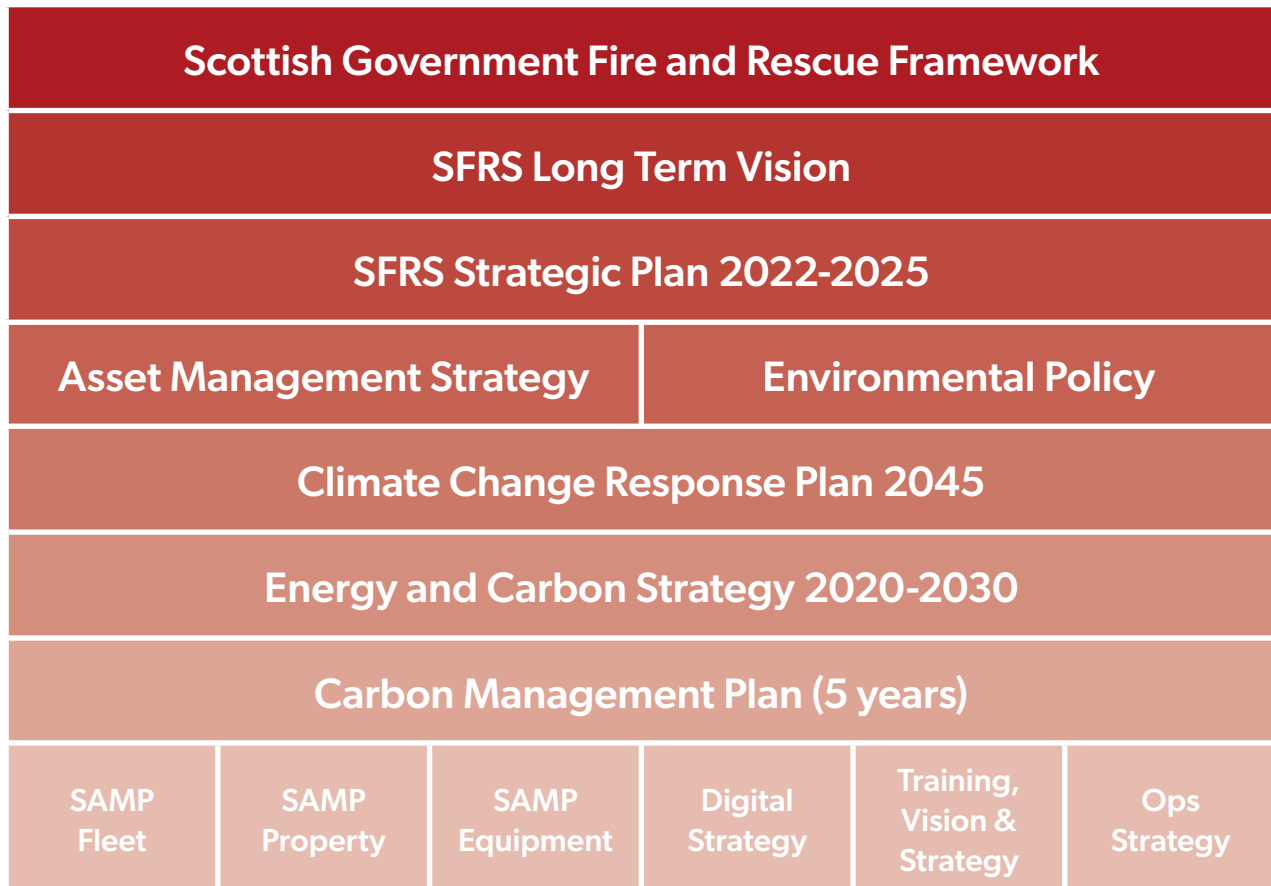 Scottish Government Fire and Rescue Framework
SFRS Long Term Vision
SFRS Strategic Plan 2022-2025
Asset Management Strategy
Environmental Policy
Climate Change Response Plan 2045
Energy and Carbon Strategy 2020-2030
Carbon Management Plan (5 years)
SAMP
Fleet
SAMP
Property
SAMP
Equipment
Digital
Strategy
Training,
Vision &
Strategy
Ops
Strategy